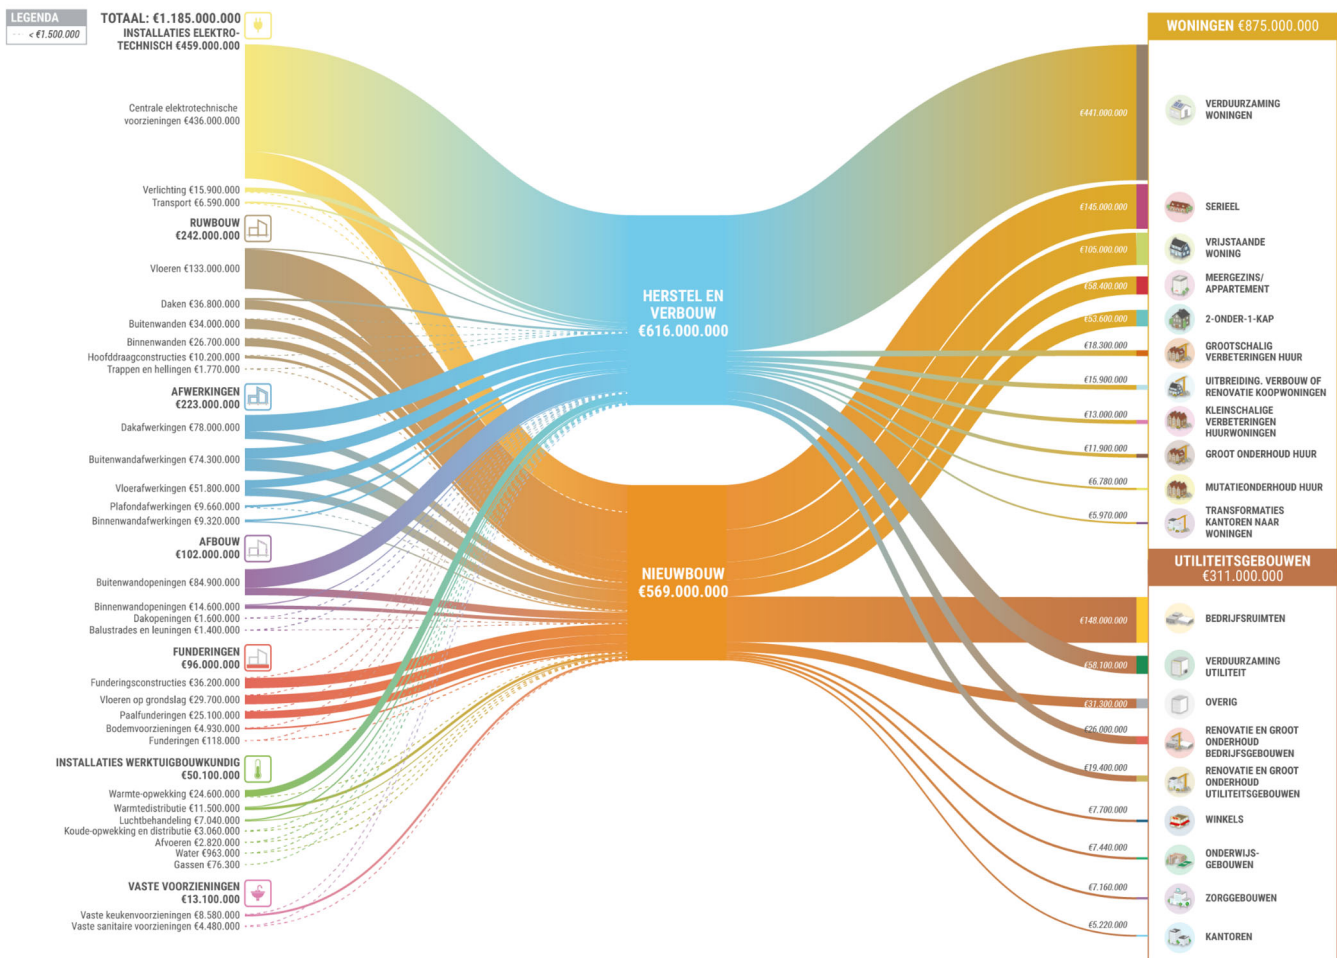 LEGENDA
< €1.500.000
TOTAAL: €1.185.000.000
INSTALLATIES ELEKTRO-
TECHNISCH €459.000.000
Centrale elektrotechnische
voorzieningen €436.000.000
Verlichting €15.900.000
Transport €6.590.000
RUWBOUW
€242.000.000
Vloeren €133.000.000
Daken €36.800.000
Buitenwanden €34.000.000
Binnenwanden €26.700.000
Hoofddraagconstructies €10.200.000
Trappen en hellingen €1.770.000
AFWERKINGEN
€223.000.000
Dakafwerkingen €78.000.000
Buitenwandafwerkingen €74.300.000
Vloerafwerkingen €51.800.000
Plafondafwerkingen €9.660.000
Binnenwandafwerkingen €9.320.000
AFBOUW
€102.000.000
Buitenwandopeningen €84.900.000
Binnenwandopeningen €14.600.000
Dakopeningen €1.600.000
Balustrades en leuningen €1.400.000
FUNDERINGEN
€96.000.000
Funderingsconstructies €36.200.000
Vloeren op grondslag €29.700.000
Paalfunderingen €25.100.000
Bodemvoorzieningen €4.930.000
Funderingen €118.000
INSTALLATIES WERKTUIGBOUWKUNDIG
€50.100.000
Warmte-opwekking €24.600.000
Warmtedistributie €11.500.000
Luchtbehandeling €7.040.000
Koude-opwekking en distributie €3.060.000
Afvoeren €2.820.000
Water €963.000
Gassen €76.300
VASTE VOORZIENINGEN
€13.100.000
Vaste keukenvoorzieningen €8.580.000
Vaste sanitaire voorzieningen €4.480.000
HERSTEL EN
VERBOUW
€616.000.000
NIEUWBOUW
€569.000.000
WONINGEN €875.000.000
€441.000.000
VERDUURZAMING
WONINGEN
€145.000.000
SERIEEL
€105.000.000
VRIJSTAANDE
WONING
€58.400.000
MEERGEZINS/
APPARTEMENT
€53.600.000
2-ONDER-1-KAP
€18.300.000
GROOTSCHALIG
VERBETERINGEN HUUR
€15.900.000
UITBREIDING. VERBOUW OF
RENOVATIE KOOPWONINGEN
€13.000.000
KLEINSCHALIGE
VERBETERINGEN
HUURWONINGEN
€11.900.000
GROOT ONDERHOUD HUUR
€6.780.000
MUTATIEONDERHOUD HUUR
€5.970.000
TRANSFORMATIES
KANTOREN NAAR
WONINGEN
UTILITEITSGEBOUWEN
€311.000.000
€148.000.000
BEDRIJFSRUIMTEN
€58.100.000
VERDUURZAMING
UTILITEIT
€31.300.000
OVERIG
€26.000.000
RENOVATIE EN GROOT
ONDERHOUD
BEDRIJFSGEBOUWEN
€19.400.000
RENOVATIE EN GROOT
ONDERHOUD
UTILITEITSGEBOUWEN
€7.700.000
WINKELS
€7.440.000
ONDERWIJS-
GEBOUWEN
€7.160.000
ZORGGEBOUWEN
€5.220.000
KANTOREN